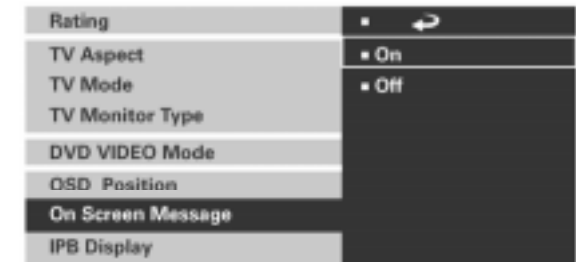 Rating
TV Aspect
▪ On
TV Mode
▪ Off
TV Monitor Type
DVD VIDEO Mode
OSD Position
On Screen Message
IPB Display